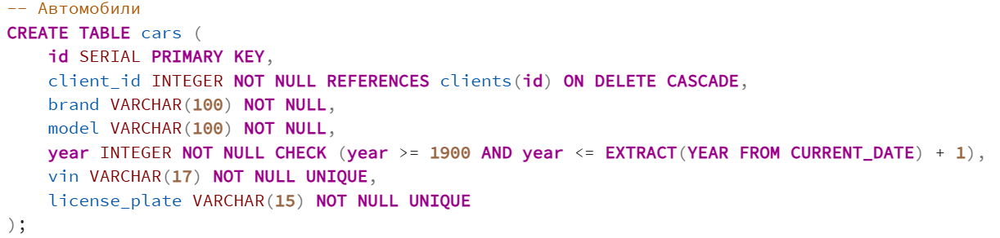 -- Автомобили
CREATE TABLE cars (
    id SERIAL PRIMARY KEY,
    client_id INTEGER NOT NULL REFERENCES clients(id) ON DELETE CASCADE,
    brand VARCHAR(100) NOT NULL,
    model VARCHAR(100) NOT NULL,
    year INTEGER NOT NULL CHECK (year >= 1900 AND year <= EXTRACT(YEAR FROM CURRENT_DATE) + 1),
    vin VARCHAR(17) NOT NULL UNIQUE,
    license_plate VARCHAR(15) NOT NULL UNIQUE
);